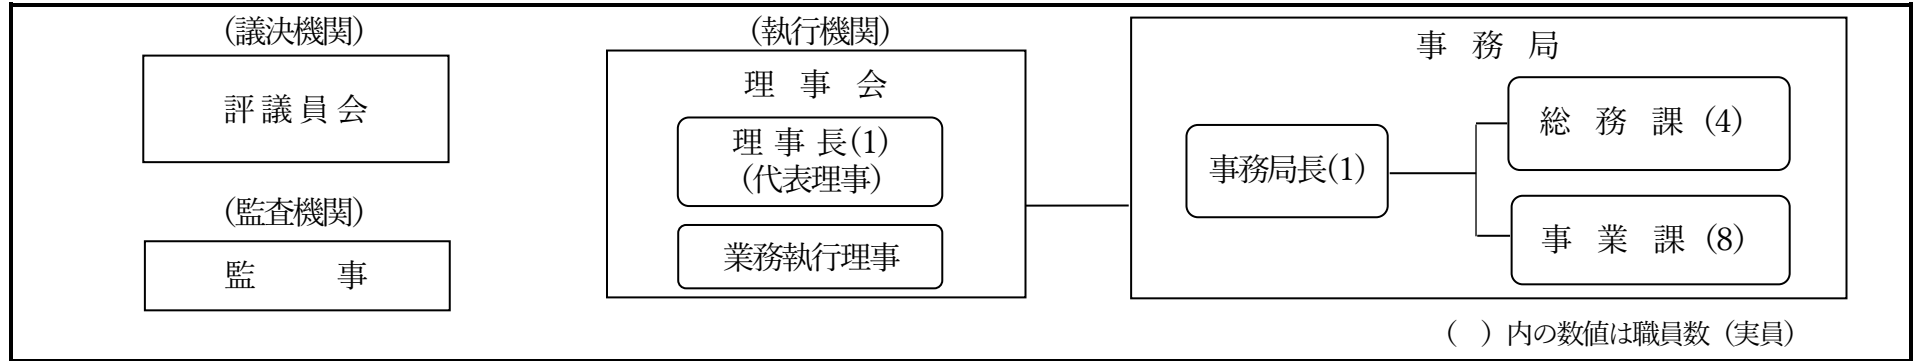 （議決機関）
評議員会
（監査機関）
監　事
（執行機関）
理　事　会
理 事 長(1)
（代表理事）
業務執行理事
事　務　局
事務局長(1)
総　務　課　(4)
事　業　課　(8)
（　）内の数値は職員数（実員）